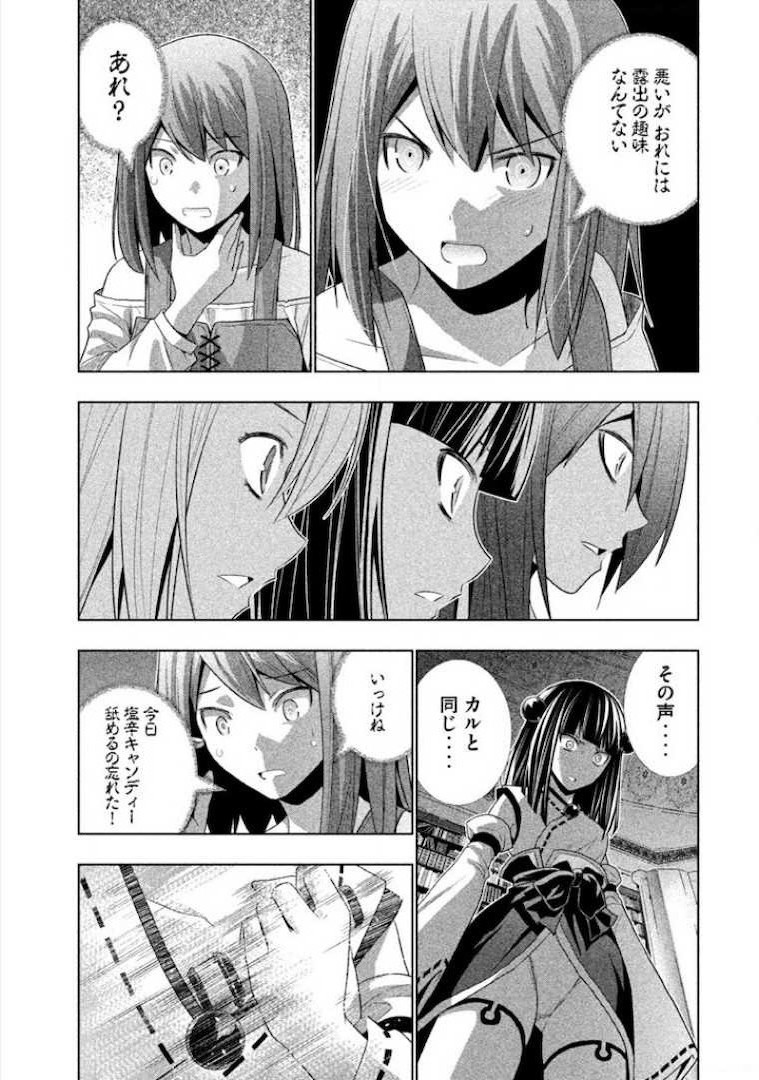 悪いが おれには
露出の趣味
なんてない
あれ?
その声‥‥
カルと
同じ‥‥
いっけね
今日
塩辛キャンディー
舐めるの忘れた!